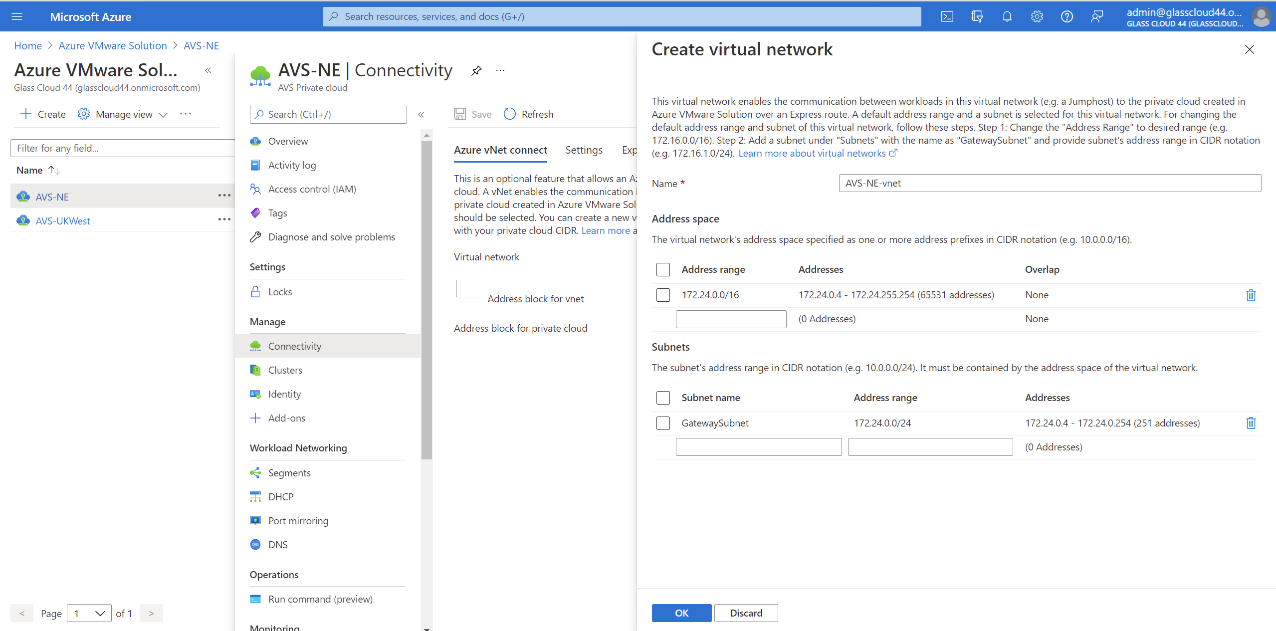 Microsoft Azure
Search resources, services, and docs (G+/)
admin@glasscloud44.o...
GLASS CLOUD 44 (GLASSCLOUD...
Home > Azure VMware Solution > AVS-NE
Azure VMware Sol...
«
Glass Cloud 44 (glasscloud44.onmicrosoft.com)
Create
Manage view
...
Filter for any field...
Name ↑↓
AVS-NE
...
AVS-UKWest
...
< Page 1 of 1 >
AVS-NE | Connectivity
...
AVS Private cloud
Search (Ctrl+/)
«
Overview
Activity log
Access control (IAM)
Tags
Diagnose and solve problems
Settings
Locks
Manage
Connectivity
Clusters
Identity
Add-ons
Workload Networking
Segments
DHCP
Port mirroring
DNS
Operations
Run command (preview)
Monitoring
Save
Refresh
Azure vNet connect
Settings
Exp
This is an optional feature that allows an Az
cloud. A vNet enables the communication
private cloud created in Azure VMware Sol
should be selected. You can create a new v
with your private cloud CIDR. Learn more a
Virtual network
Address block for vnet
Address block for private cloud
Create virtual network
This virtual network enables the communication between workloads in this virtual network (e.g. a Jumphost) to the private cloud created in
Azure VMware Solution over an Express route. A default address range and a subnet is selected for this virtual network. For changing the
default address range and subnet of this virtual network, follow these steps. Step 1: Change the "Address Range" to desired range (e.g.
172.16.0.0/16). Step 2: Add a subnet under "Subnets" with the name as "GatewaySubnet" and provide subnet's address range in CIDR notation
(e.g. 172.16.1.0/24). Learn more about virtual networks
Name *
AVS-NE-vnet
Address space
The virtual network's address space specified as one or more address prefixes in CIDR notation (e.g. 10.0.0.0/16).
Address range Addresses Overlap
172.24.0.0/16 172.24.0.4 - 172.24.255.254 (65531 addresses) None
(0 Addresses) None
Subnets
The subnet's address range in CIDR notation (e.g. 10.0.0.0/24). It must be contained by the address space of the virtual network.
Subnet name Address range Addresses
GatewaySubnet 172.24.0.0/24 172.24.0.4 - 172.24.0.254 (251 addresses)
(0 Addresses)
OK
Discard